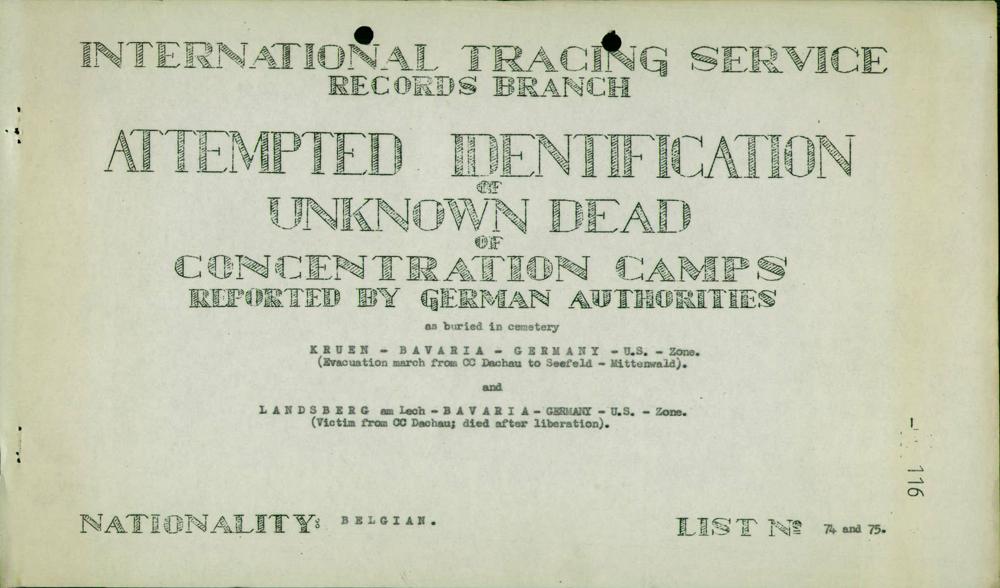 INTERNATIONAL TRACING SERVICE
RECORDS BRANCH
ATTEMPTED IDENTIFICATION
OF
UNKNOWN DEAD
OF
CONCENTRATION CAMPS
REPORTED BY GERMAN AUTHORITIES
as buried in cemetery
KRUEN - BAVARIA - GERMANY - U.S. - Zone.
(Evacuation march from CC Dachau to Seefeld - Mittenwald).
and
LANDSBERG am Lech - BAVARIA - GERMANY - U.S. - Zone.
(Victim from CC Dachau; died after liberation).
NATIONALITY: BELGIAN.
LIST Nº 74 and 75.
116